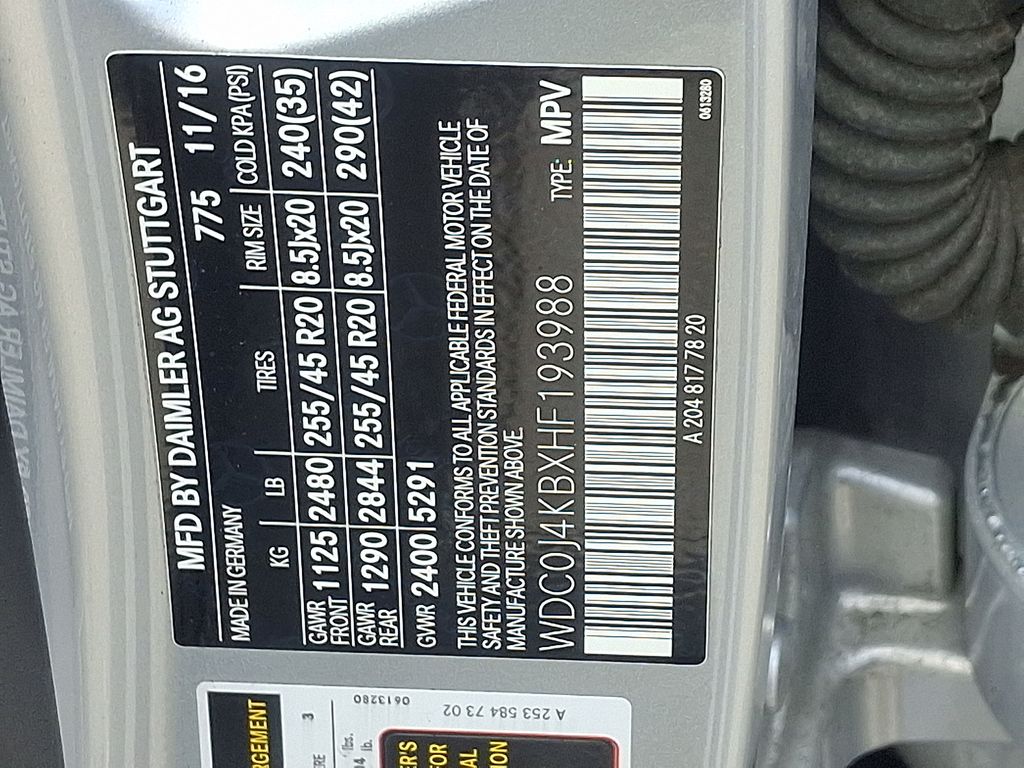 MFD BY DAIMLER AG STUTTGART
MADE IN GERMANY 775 11/16
KG LB TIRES RIM SIZE COLD KPA (PSI)
GAWR FRONT 1125 2480 255/45 R20 8.5Jx20 240(35)
GAWR REAR 1290 2844 255/45 R20 8.5Jx20 290(42)
GVWR 2400 5291
THIS VEHICLE CONFORMS TO ALL APPLICABLE FEDERAL MOTOR VEHICLE
SAFETY AND THEFT PREVENTION STANDARDS IN EFFECT ON THE DATE OF
MANUFACTURE SHOWN ABOVE.
WDC0J4KBXHF193988 TYPE: MPV
A 204 817 78 20
0613280
A 253 584 73 02
0613280
3
lbs.
lb.
FOR